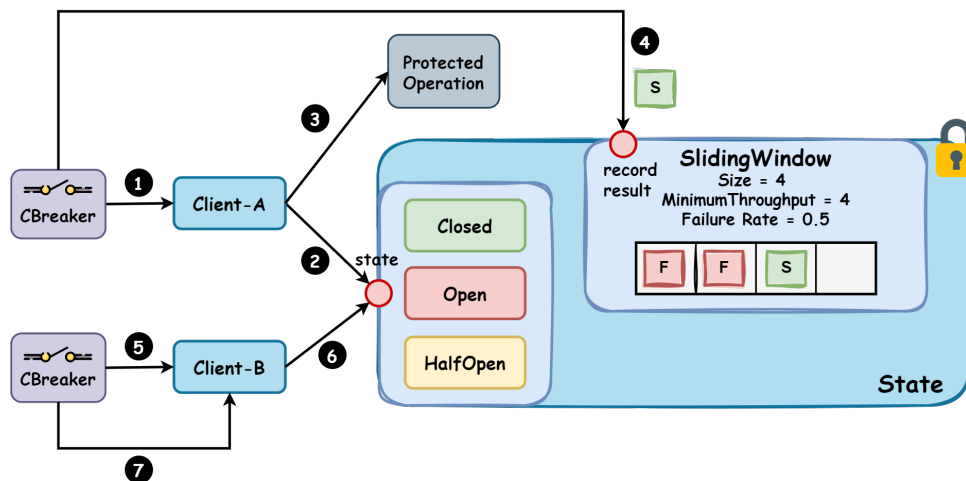 4
S
Protected
Operation
3
SlidingWindow
Size = 4
MinimumThroughput = 4
Failure Rate = 0.5
record
result
1
CBreaker
Client-A
Closed
2
state
F
F
S
Open
5
CBreaker
Client-B
6
HalfOpen
State
7